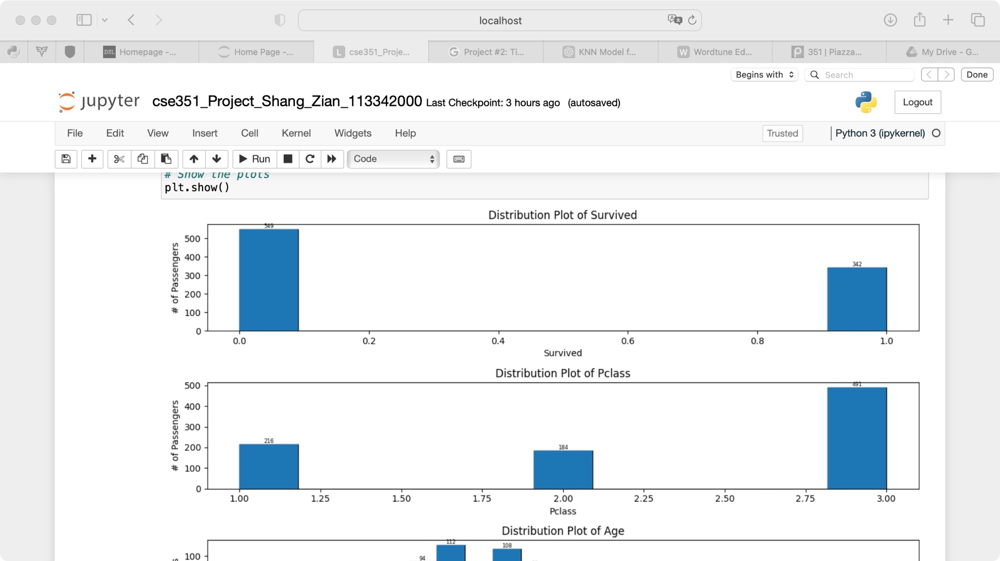 localhost
D2L Homepage -...
Home Page -...
L cse351_Proje...
G Project #2: Ti...
KNN Model f...
W Wordtune Ed...
p 351 | Piazza...
My Drive - G...
Begins with
Search
Done
jupyter cse351_Project_Shang_Zian_113342000 Last Checkpoint: 3 hours ago (autosaved)
Logout
File Edit View Insert Cell Kernel Widgets Help
Trusted
Python 3 (ipykernel)
Run
Code
# Show the plots
plt.show()
Distribution Plot of Survived
549
342
500
400
300
200
100
0
# of Passengers
0.0 0.2 0.4 0.6 0.8 1.0
Survived
Distribution Plot of Pclass
491
216
184
500
400
300
200
100
0
# of Passengers
1.00 1.25 1.50 1.75 2.00 2.25 2.50 2.75 3.00
Pclass
Distribution Plot of Age
112
108
94
100